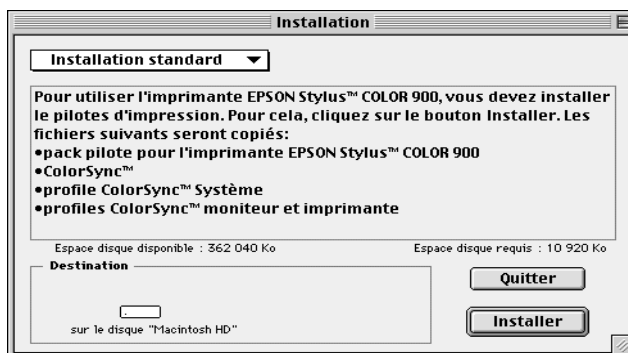 Installation
Installation standard
Pour utiliser l'imprimante EPSON Stylus™ COLOR 900, vous devez installer
le pilotes d'impression. Pour cela, cliquez sur le bouton Installer. Les
fichiers suivants seront copiés:
•pack pilote pour l'imprimante EPSON Stylus™ COLOR 900
•ColorSync™
•profile ColorSync™ Système
•profiles ColorSync™ moniteur et imprimante
Espace disque disponible : 362 040 Ko
Espace disque requis : 10 920 Ko
Destination
sur le disque "Macintosh HD"
Quitter
Installer